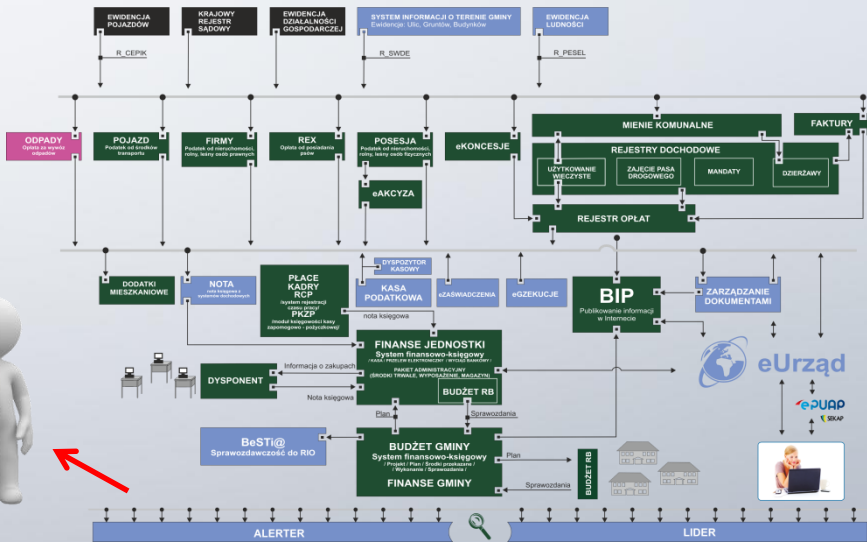 EWIDENCJA
POJAZDÓW
KRAJOWY
REJESTR
SĄDOWY
EWIDENCJA
DZIAŁALNOŚCI
GOSPODARCZEJ
SYSTEM INFORMACJI O TERENIE GMINY
Ewidencje: Ulic, Gruntów, Budynków
EWIDENCJA
LUDNOŚCI
R_CEPIK
R_SWDE
R_PESEL
ODPADY
Opłata za wywóz
odpadów
POJAZD
Podatek od środków
transportu
FIRMY
Podatek od nieruchomości,
rolny, leśny osób prawnych
REX
Opłata od posiadania
psów
POSESJA
Podatek od nieruchomości,
rolny, leśny osób fizycznych
eAKCYZA
eKONCESJE
MIENIE KOMUNALNE
FAKTURY
REJESTRY DOCHODOWE
UŻYTKOWANIE
WIECZYSTE
ZAJĘCIE PASA
DROGOWEGO
MANDATY
DZIERŻAWY
REJESTR OPŁAT
DODATKI
MIESZKANIOWE
NOTA
nota księgowa z
systemów dochodowych
PŁACE
KADRY
RCP
/system rejestracji
czasu pracy/
PKZP
/moduł księgowości kasy
zapomogowo - pożyczkowej/
DYSPOZYTOR
KASOWY
KASA
PODATKOWA
eZAŚWIADCZENIA
eGZEKUCJE
BIP
Publikowanie informacji
w Internecie
ZARZĄDZANIE
DOKUMENTAMI
nota księgowa
FINANSE JEDNOSTKI
System finansowo-księgowy
/ KASA / PRZELEW ELEKTRONICZNY / WYCIĄG BANKOWY /
PAKIET ADMINISTRACYJNY
(ŚRODKI TRWAŁE, WYPOSAŻENIE, MAGAZYN)
BUDŻET RB
Informacja o zakupach
DYSPONENT
Nota księgowa
Plan
Sprawozdania
eUrząd
ePUAP
SEKAP
BeSTi@
Sprawozdawczość do RIO
BUDŻET GMINY
System finansowo-księgowy
/ Projekt / Plan / Środki przekazane /
/ Wykonanie / Sprawozdania /
FINANSE GMINY
Plan
Sprawozdania
BUDŻET RB
ALERTER
LIDER